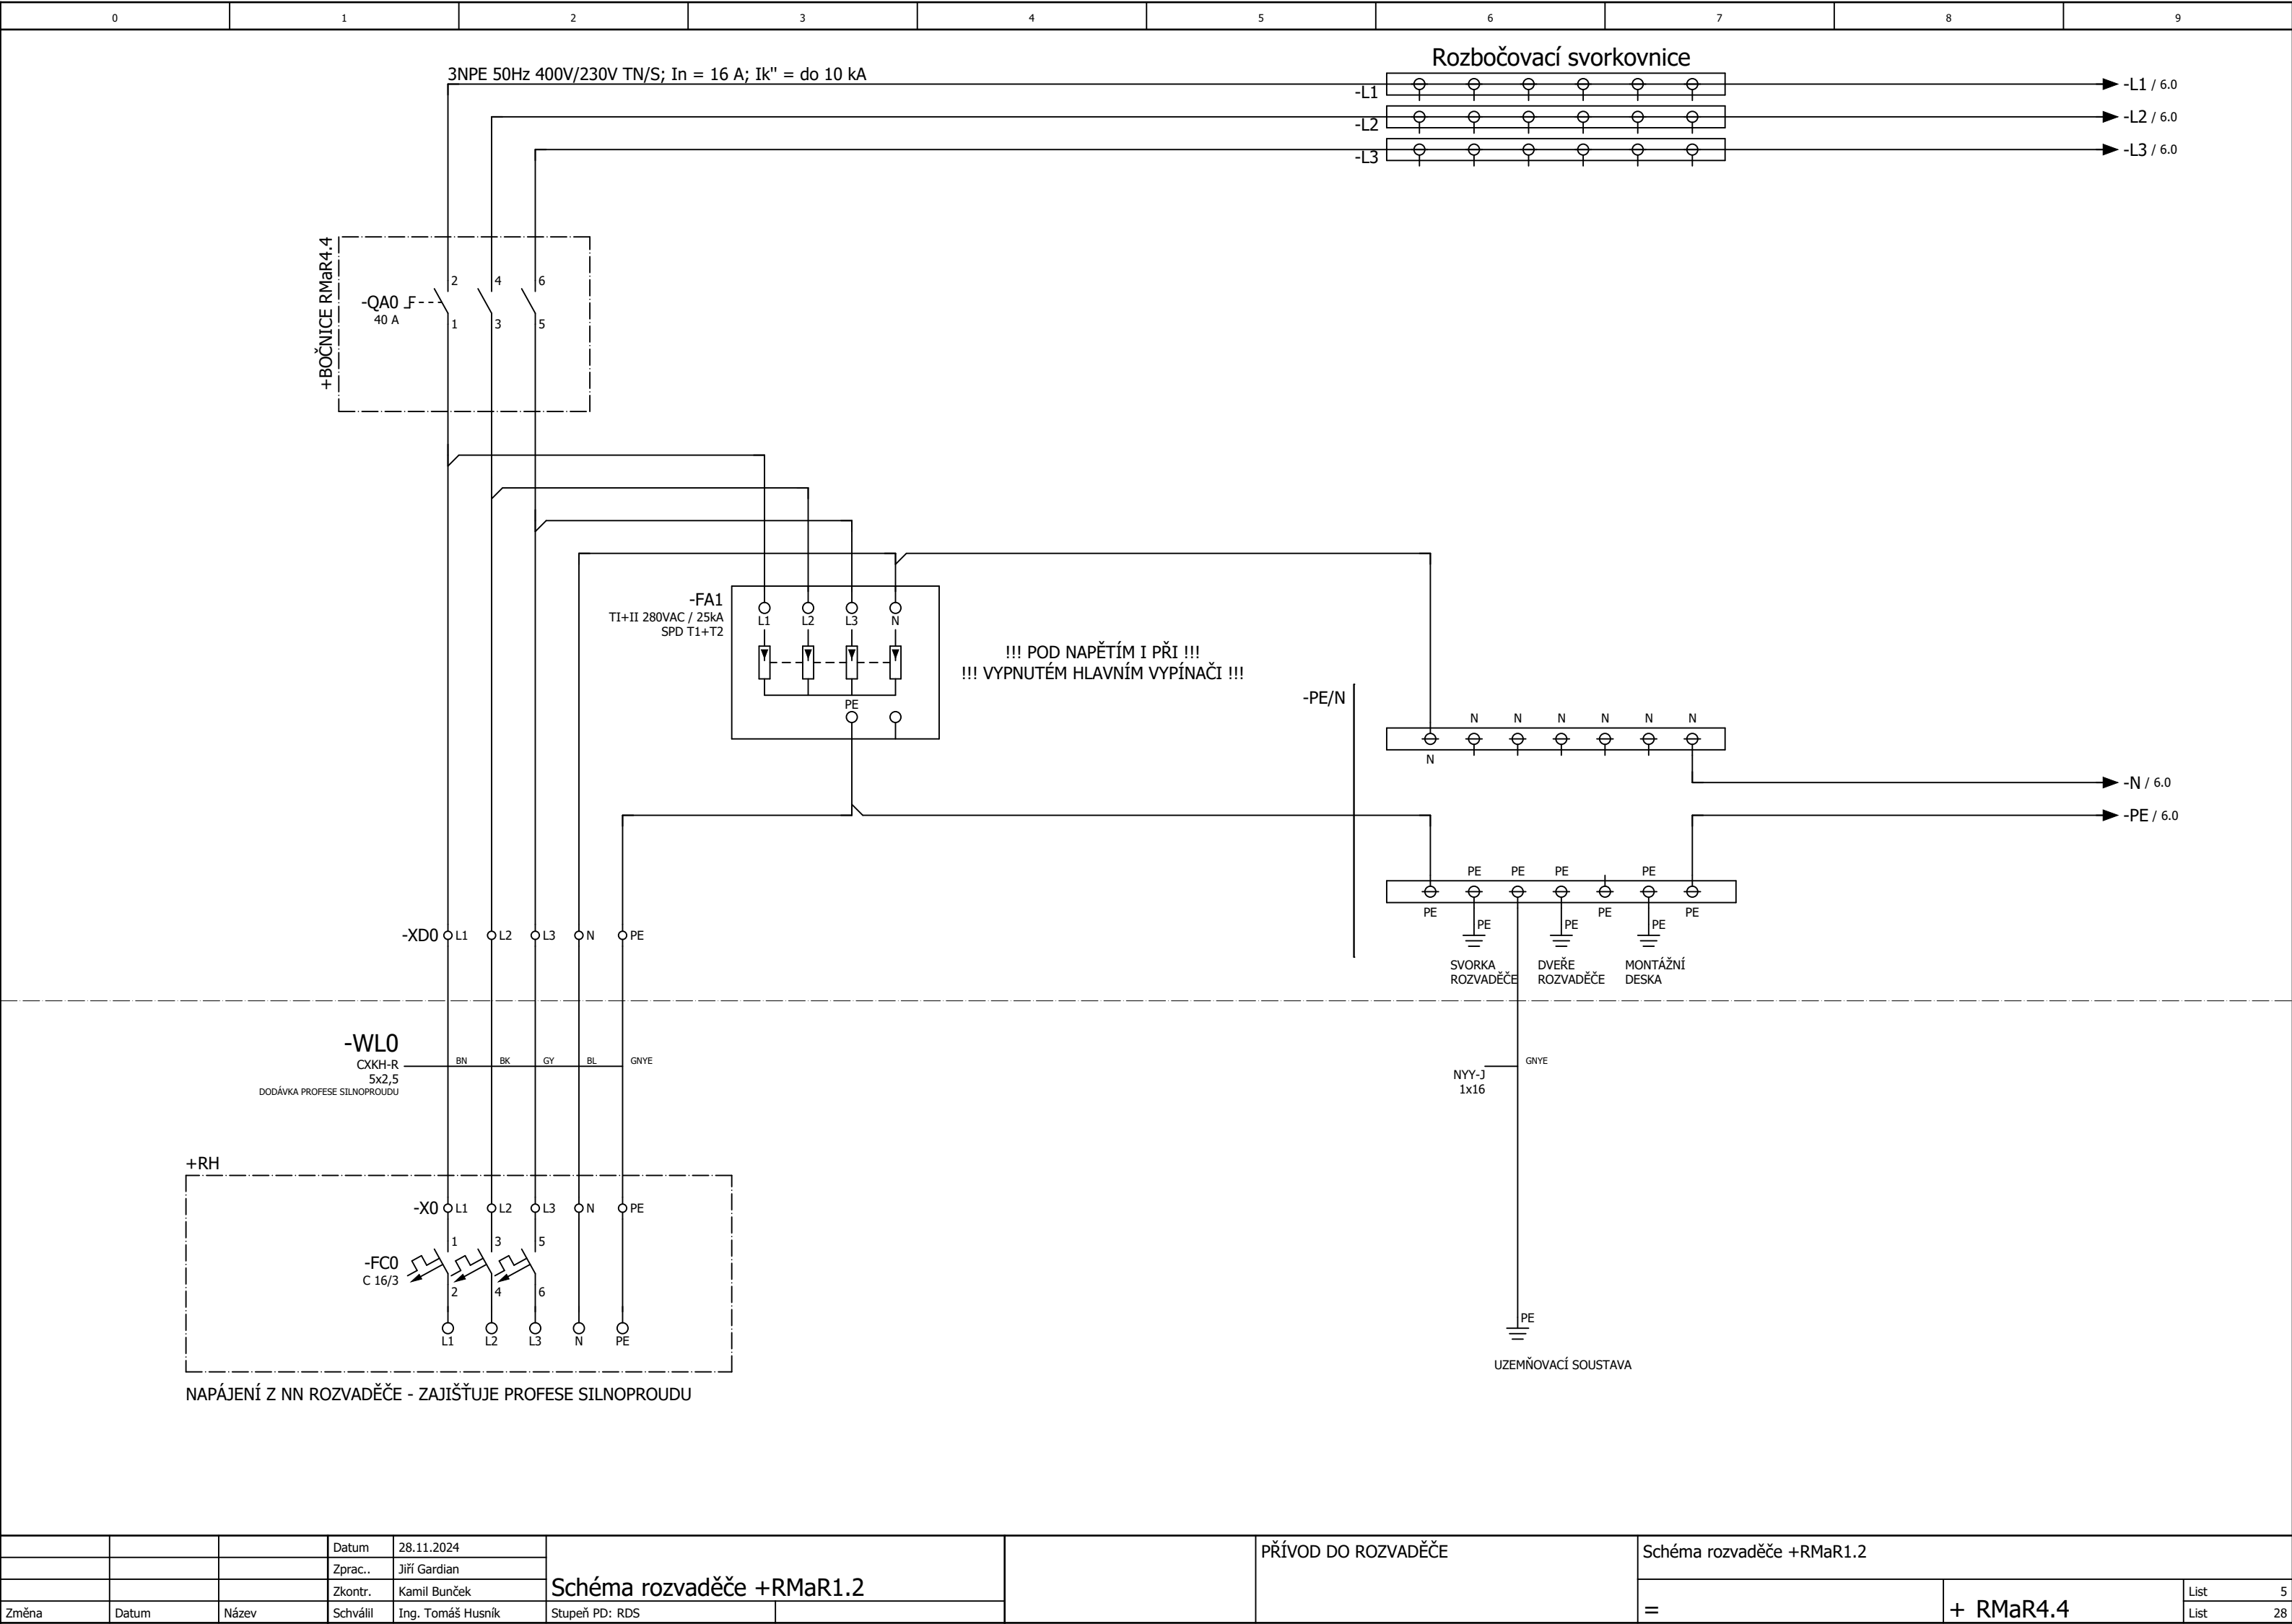 0 1 2 3 4 5 6 7 8 9
Rozbočovací svorkovnice
3NPE 50Hz 400V/230V TN/S; In = 16 A; Ik'' = do 10 kA
-L1
-L1 / 6.0
-L2
-L2 / 6.0
-L3
-L3 / 6.0
+BOČNICE RMaR4.4
2 4 6
-QA0
40 A
1 3 5
-FA1
TI+II 280VAC / 25kA
SPD T1+T2
L1 L2 L3 N
PE
!!! POD NAPĚTÍM I PŘI !!!
!!! VYPNUTÉM HLAVNÍM VYPÍNAČI !!!
-PE/N
N N N N N N
N
-N / 6.0
-PE / 6.0
PE PE PE PE
PE PE PE
PE PE PE
SVORKA
ROZVADĚČE
DVEŘE
ROZVADĚČE
MONTÁŽNÍ
DESKA
-XD0 L1 L2 L3 N PE
-WL0
CXKH-R
5x2,5
DODÁVKA PROFESE SILNOPROUDU
BN BK GY BL GNYE
NYY-J
1x16
GNYE
+RH
-X0 L1 L2 L3 N PE
1 3 5
-FC0
C 16/3
2 4 6
L1 L2 L3 N PE
PE
UZEMŇOVACÍ SOUSTAVA
NAPÁJENÍ Z NN ROZVADĚČE - ZAJIŠŤUJE PROFESE SILNOPROUDU
Datum 28.11.2024
Zprac.. Jiří Gardian
Zkontr. Kamil Bunček
Změna Datum Název Schválil Ing. Tomáš Husník
Schéma rozvaděče +RMaR1.2
Stupeň PD: RDS
PŘÍVOD DO ROZVADĚČE
Schéma rozvaděče +RMaR1.2
=
+ RMaR4.4
List 5
List 28